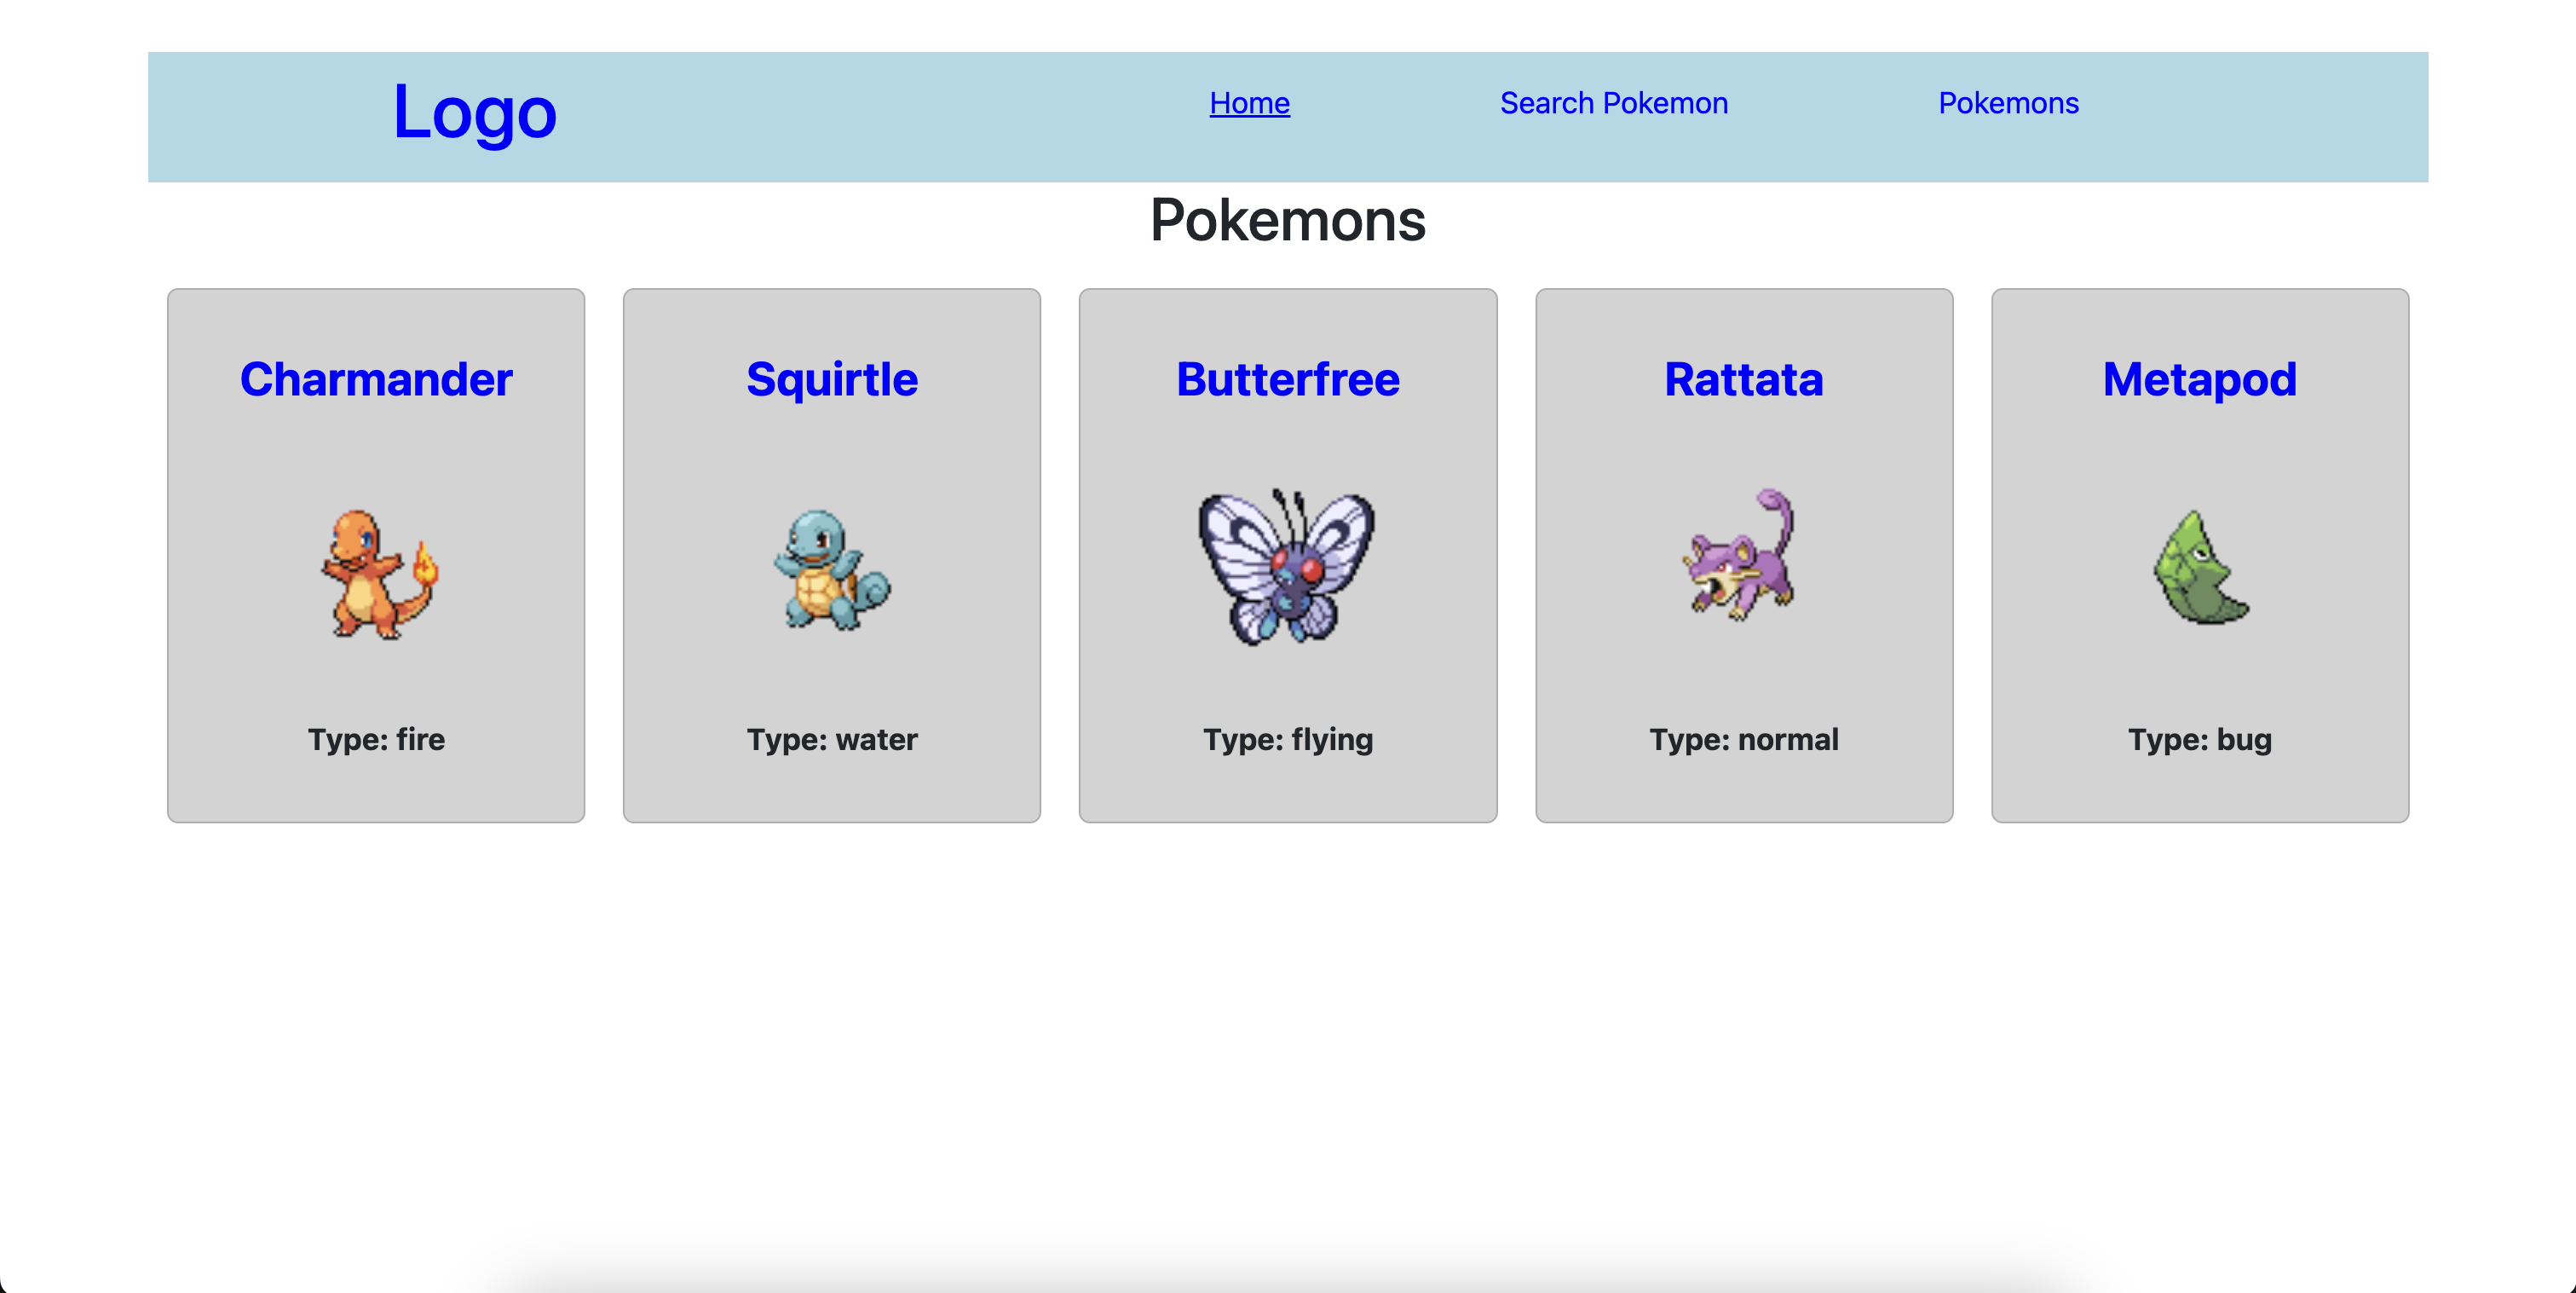 Logo
Home Search Pokemon Pokemons
Pokemons
Charmander Squirtle Butterfree Rattata Metapod
Type: fire Type: water Type: flying Type: normal Type: bug